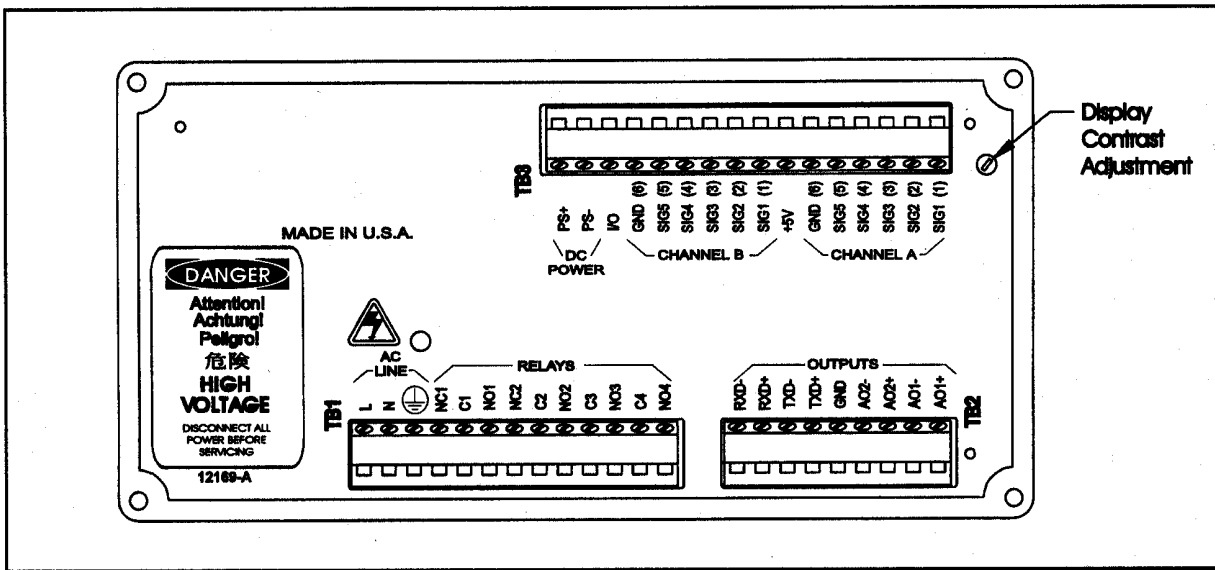 Display
Contrast
Adjustment
TB3
PS+
PS-
I/O
GND (6)
SIG5 (5)
SIG4 (4)
SIG3 (3)
SIG2 (2)
SIG1 (1)
+5V
GND (6)
SIG5 (5)
SIG4 (4)
SIG3 (3)
SIG2 (2)
SIG1 (1)
DC
POWER
CHANNEL B
CHANNEL A
MADE IN U.S.A.
DANGER
Attention!
Achtung!
Peligro!
危険
HIGH
VOLTAGE
DISCONNECT ALL
POWER BEFORE
SERVICING
12169-A
AC
LINE
RELAYS
TB1
L
N
NC1
C1
NO1
NC2
C2
NO2
C3
NO3
C4
NO4
OUTPUTS
RXD-
RXD+
TXD-
TXD+
GND
AO2-
AO2+
AO1-
AO1+
TB2